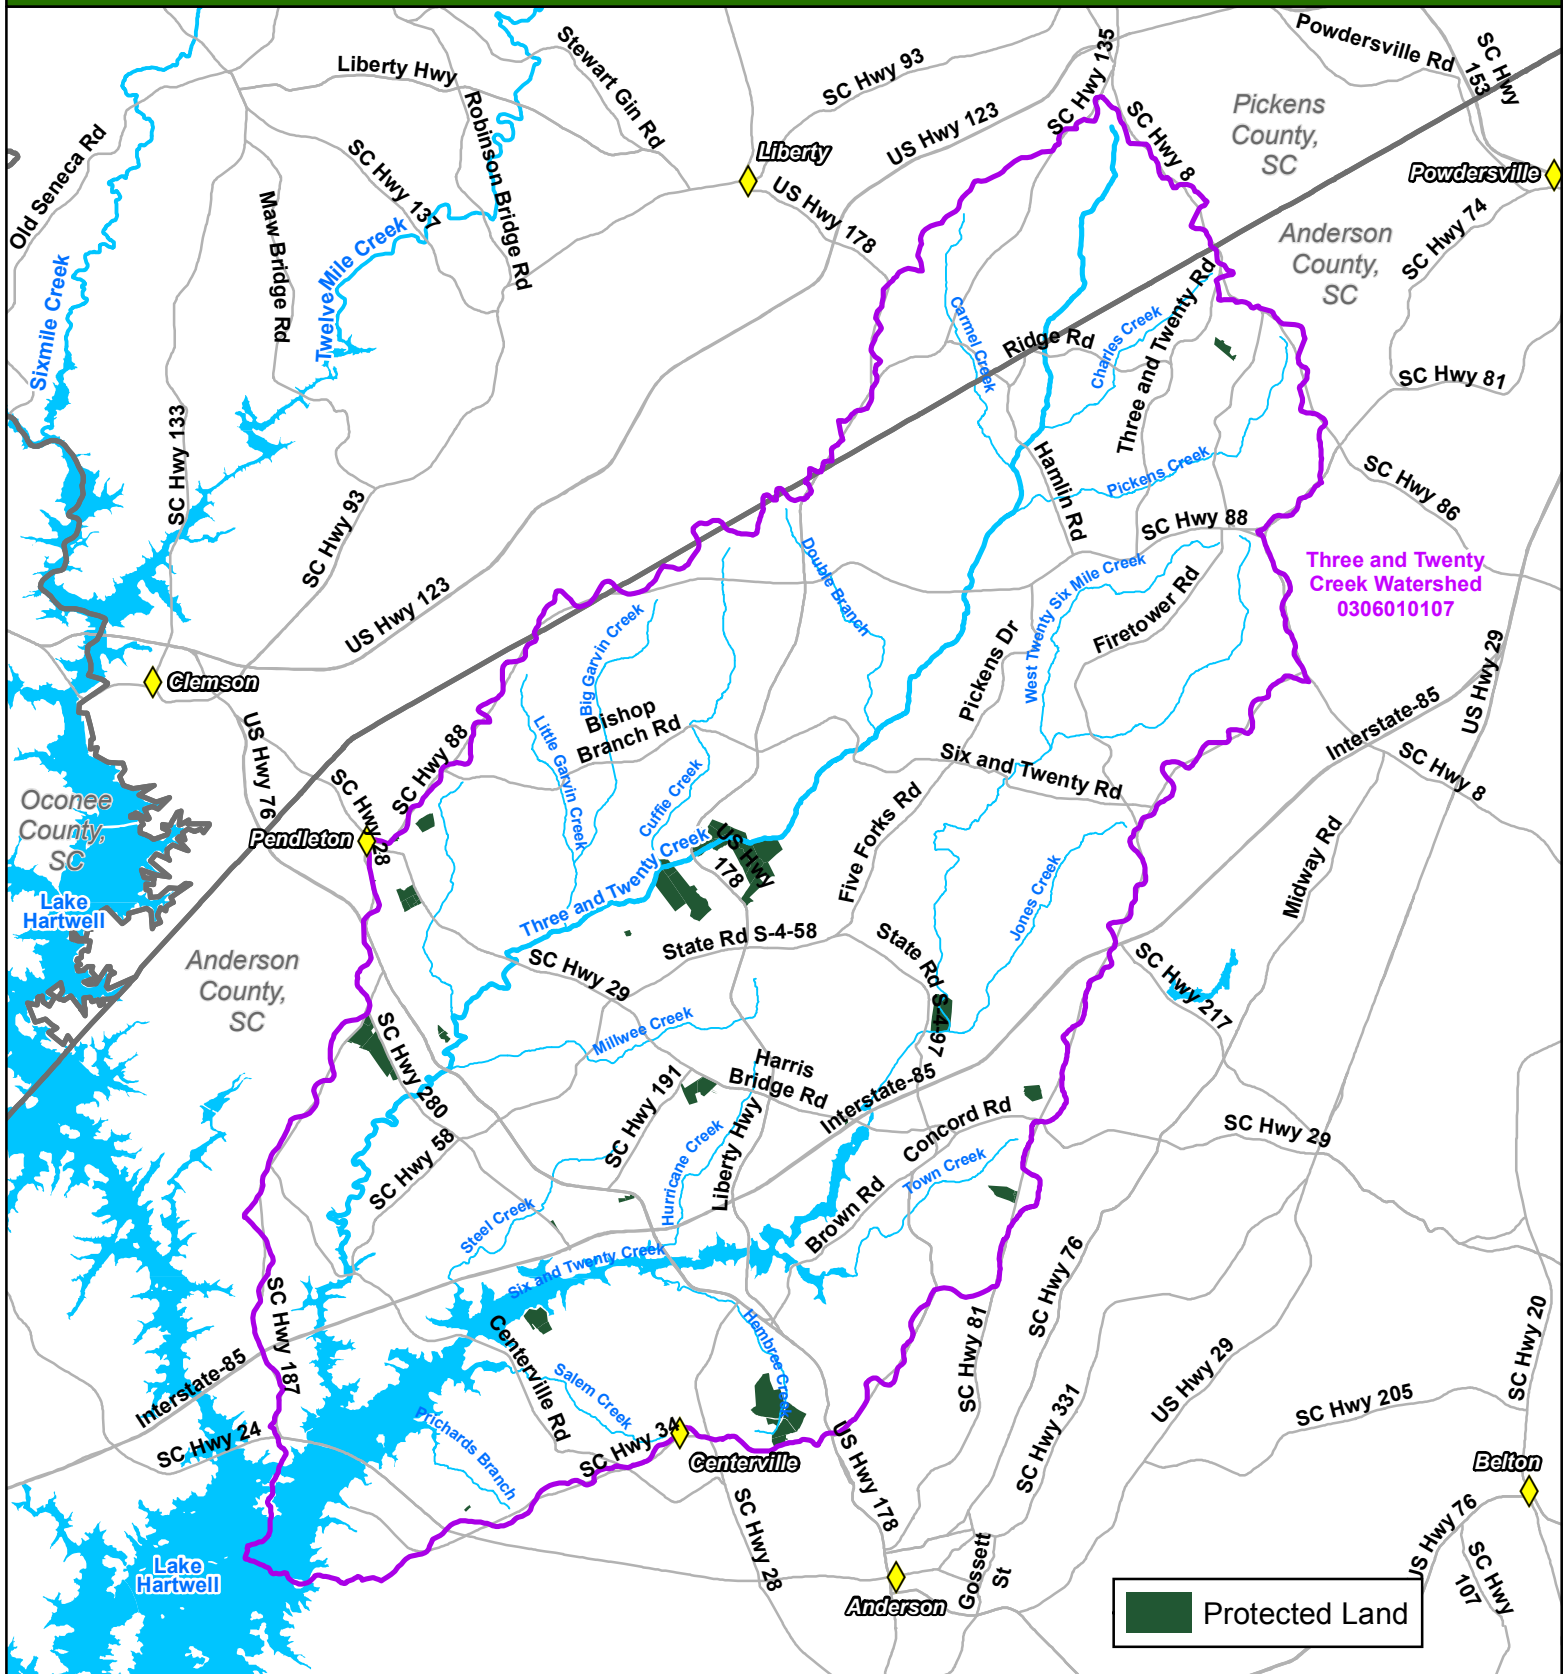 Liberty Hwy
Stewart Gin Rd
SC Hwy 93
SC Hwy 135
Powdersville Rd
SC Hwy
153
Robinson Bridge Rd
Old Seneca Rd
SC Hwy 137
US Hwy 123
SC Hwy 8
Pickens
County,
SC
Liberty
Powdersville
US Hwy 178
Maw Bridge Rd
Twelve Mile Creek
Sixmile Creek
SC Hwy 74
Anderson
County,
SC
Carmel Creek
Ridge Rd
Charles Creek
Three and Twenty Rd
SC Hwy 81
SC Hwy 133
Hamlin Rd
Pickens Creek
SC Hwy 86
SC Hwy 93
SC Hwy 88
Double Branch
West Twenty Six Mile Creek
Three and Twenty
Creek Watershed
0306010107
US Hwy 123
Firetower Rd
Big Garvin Creek
Pickens Dr
US Hwy 29
Clemson
Bishop
Branch Rd
Little Garvin Creek
US Hwy 76
SC Hwy 88
Interstate-85
SC Hwy 8
Six and Twenty Rd
Cuffie Creek
SC Hwy 28
Oconee
County,
SC
Pendleton
US Hwy
178
Five Forks Rd
Midway Rd
Three and Twenty Creek
Jones Creek
Lake
Hartwell
State Rd S-4-58
State Rd S-4-97
SC Hwy 29
SC Hwy 217
Anderson
County,
SC
Millwee Creek
SC Hwy 280
Harris
Bridge Rd
SC Hwy 191
Interstate-85
Concord Rd
SC Hwy 29
SC Hwy 58
Hurricane Creek
Liberty Hwy
Town Creek
Brown Rd
Steel Creek
Six and Twenty Creek
SC Hwy 76
SC Hwy 187
SC Hwy 81
SC Hwy 20
Centerville Rd
Hembree Creek
Interstate-85
Salem Creek
US Hwy 29
SC Hwy 331
SC Hwy 205
Prichards Branch
SC Hwy 24
SC Hwy 34
Centerville
US Hwy 178
Belton
SC Hwy 28
US Hwy 76
SC Hwy
107
Gossett
St
Lake
Hartwell
Anderson
Protected Land